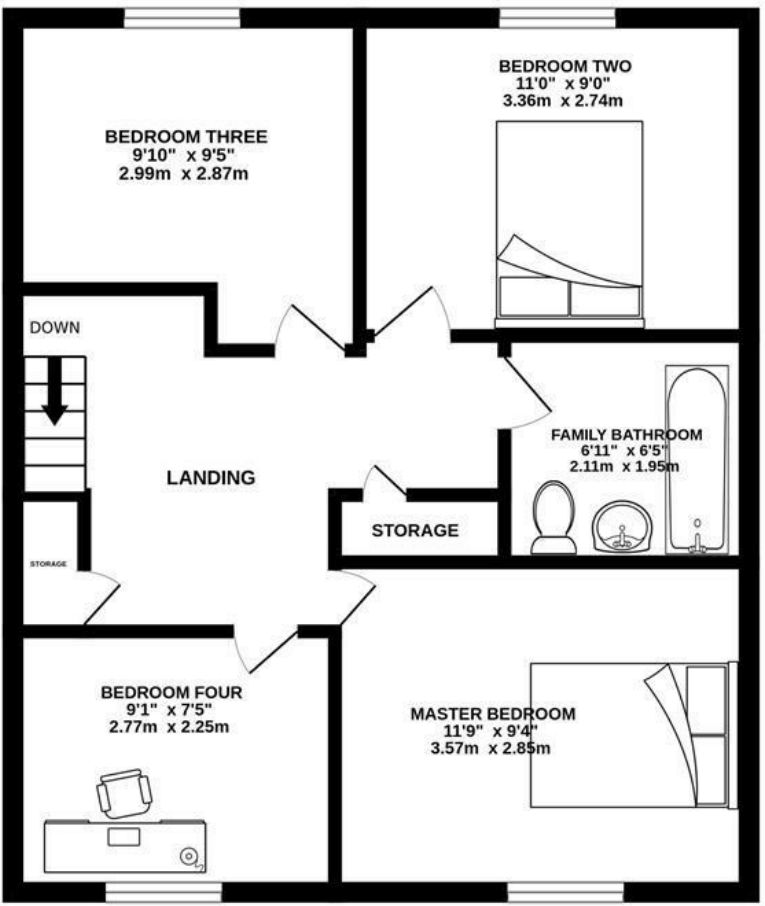 BEDROOM TWO
11'0" x 9'0"
3.36m x 2.74m
BEDROOM THREE
9'10" x 9'5"
2.99m x 2.87m
DOWN
FAMILY BATHROOM
6'11" x 6'5"
2.11m x 1.95m
LANDING
STORAGE
STORAGE
BEDROOM FOUR
9'1" x 7'5"
2.77m x 2.25m
MASTER BEDROOM
11'9" x 9'4"
3.57m x 2.85m